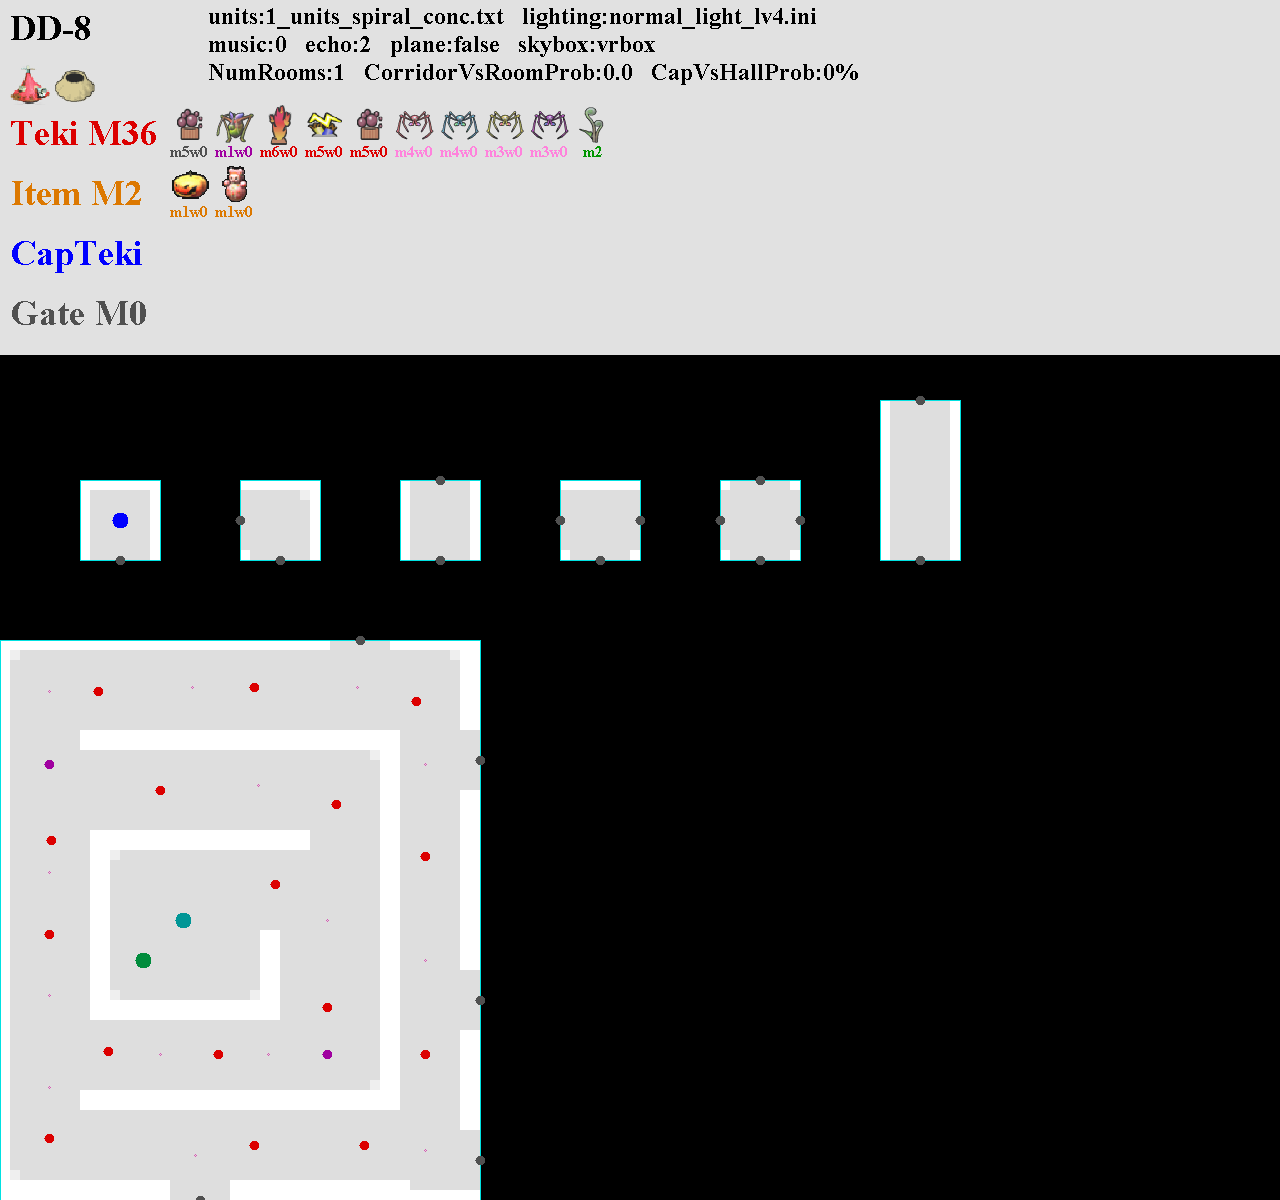 DD-8
units:1_units_spiral_conc.txt lighting:normal_light_lv4.ini
music:0 echo:2 plane:false skybox:vrbox
NumRooms:1 CorridorVsRoomProb:0.0 CapVsHallProb:0%
Teki M36
m5w0 m1w0 m6w0 m5w0 m5w0 m4w0 m4w0 m3w0 m3w0 m2
Item M2
m1w0 m1w0
CapTeki
Gate M0